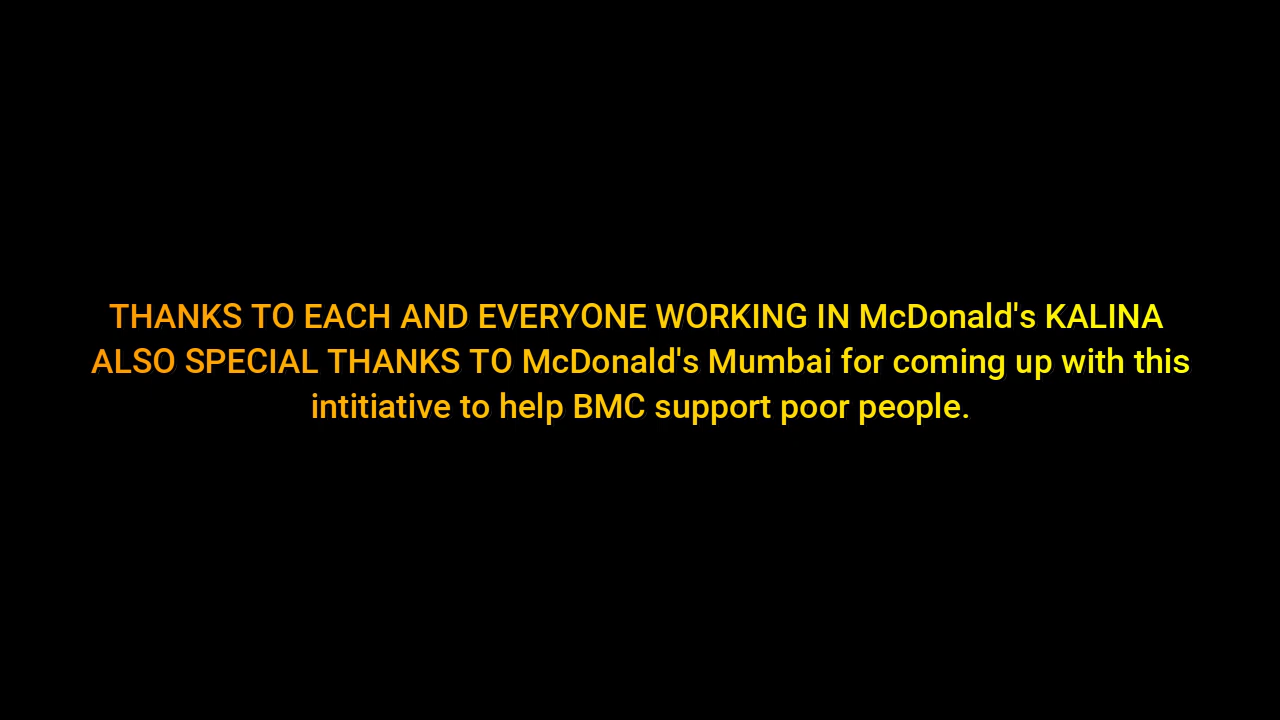 THANKS TO EACH AND EVERYONE WORKING IN McDonald's KALINA
ALSO SPECIAL THANKS TO McDonald's Mumbai for coming up with this
intitiative to help BMC support poor people.